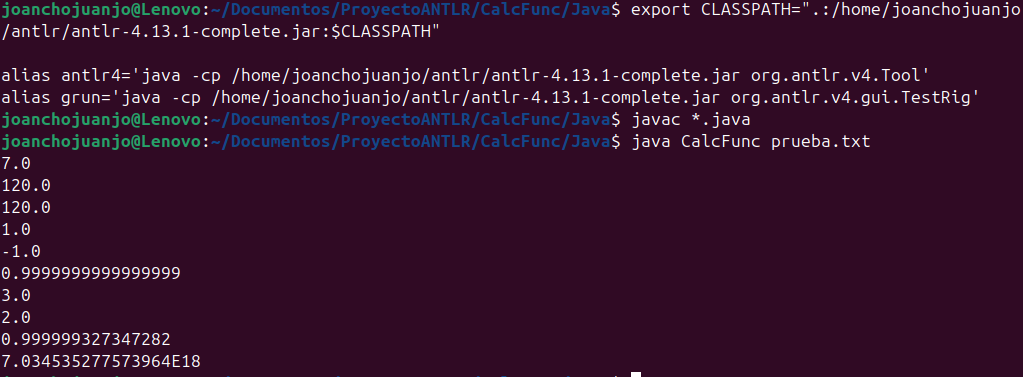 joanchojuanjo@Lenovo:~/Documentos/ProyectoANTLR/CalcFunc/Java$ export CLASSPATH=".:/home/joanchojuanjo
/antlr/antlr-4.13.1-complete.jar:$CLASSPATH"
alias antlr4='java -cp /home/joanchojuanjo/antlr/antlr-4.13.1-complete.jar org.antlr.v4.Tool'
alias grun='java -cp /home/joanchojuanjo/antlr/antlr-4.13.1-complete.jar org.antlr.v4.gui.TestRig'
joanchojuanjo@Lenovo:~/Documentos/ProyectoANTLR/CalcFunc/Java$ javac *.java
joanchojuanjo@Lenovo:~/Documentos/ProyectoANTLR/CalcFunc/Java$ java CalcFunc prueba.txt
7.0
120.0
120.0
1.0
-1.0
0.9999999999999999
3.0
2.0
0.999999327347282
7.034535277573964E18